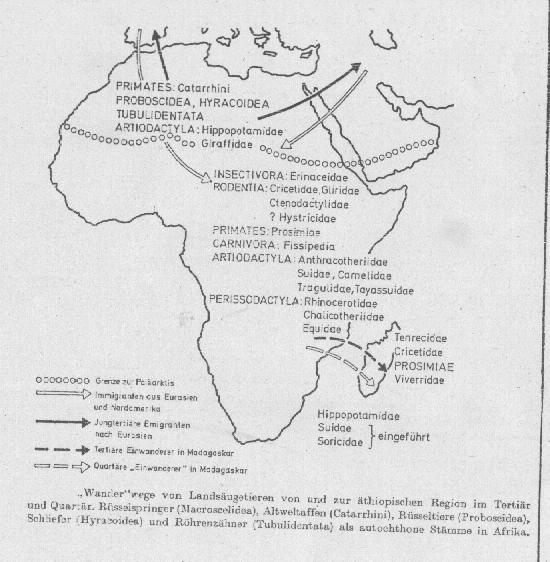 PRIMATES: Catarrhini
PROBOSCIDEA, HYRACOIDEA
TUBULIDENTATA
ARTIODACTYLA: Hippopotamidae
Giraffidae
INSECTIVORA: Erinaceidae
RODENTIA: Cricetidae, Gliridae
Ctenodactylidae
? Hystricidae
PRIMATES: Prosimiae
CARNIVORA: Fissipedia
ARTIODACTYLA: Anthracotheriidae
Suidae, Camelidae
Tragulidae, Tayassuidae
PERISSODACTYLA: Rhinocerotidae
Chalicotheriidae
Equidae
Tenrecidae
Cricetidae
PROSIMIAE
Viverridae
Hippopotamidae
Suidae
Soricidae
eingeführt
Grenze zur Paläarktis
Immigranten aus Eurasien
und Nordamerika
Jungtertiäre Emigranten
nach Eurasien
Tertiäre Einwanderer in Madagaskar
Quartäre „Einwanderer" in Madagaskar
„Wander"wege von Landsäugetieren von und zur äthiopischen Region im Tertiär
und Quartär. Rüsselspringer (Macroscelidea), Altweltaffen (Catarrhini), Rüsseltiere (Proboscidea),
Schliefer (Hyracoidea) und Röhrenzähner (Tubulidentata) als autochthone Stämme in Afrika.